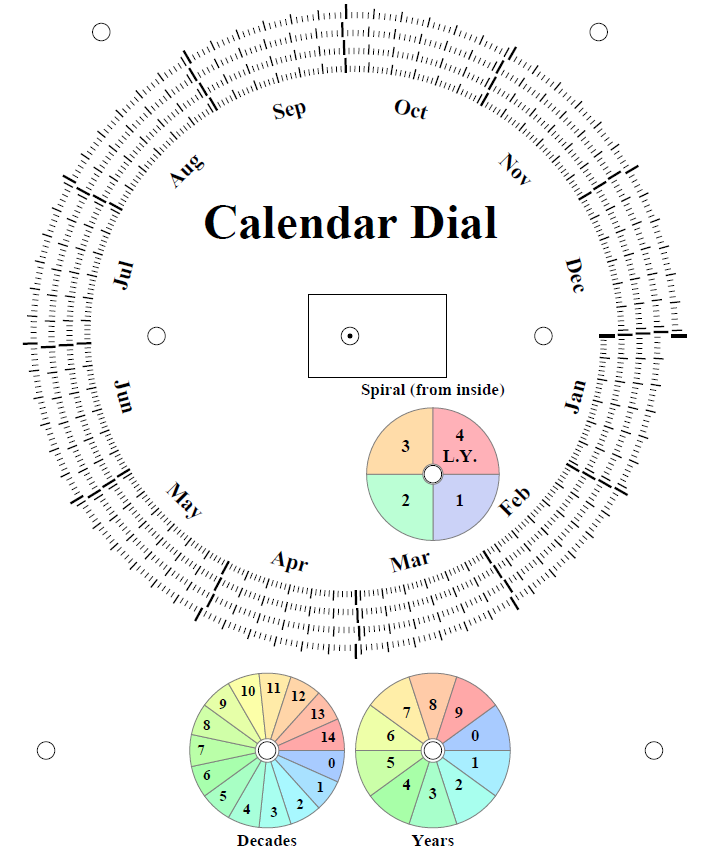 Sep
Oct
Aug
Nov
Calendar Dial
Jul
Dec
Spiral (from inside)
Jun
Jan
3
4
L.Y.
2
1
May
Feb
Apr
Mar
10
11
12
9
13
8
14
7
0
6
1
5
2
4
3
Decades
8
7
9
6
0
5
1
4
2
3
Years